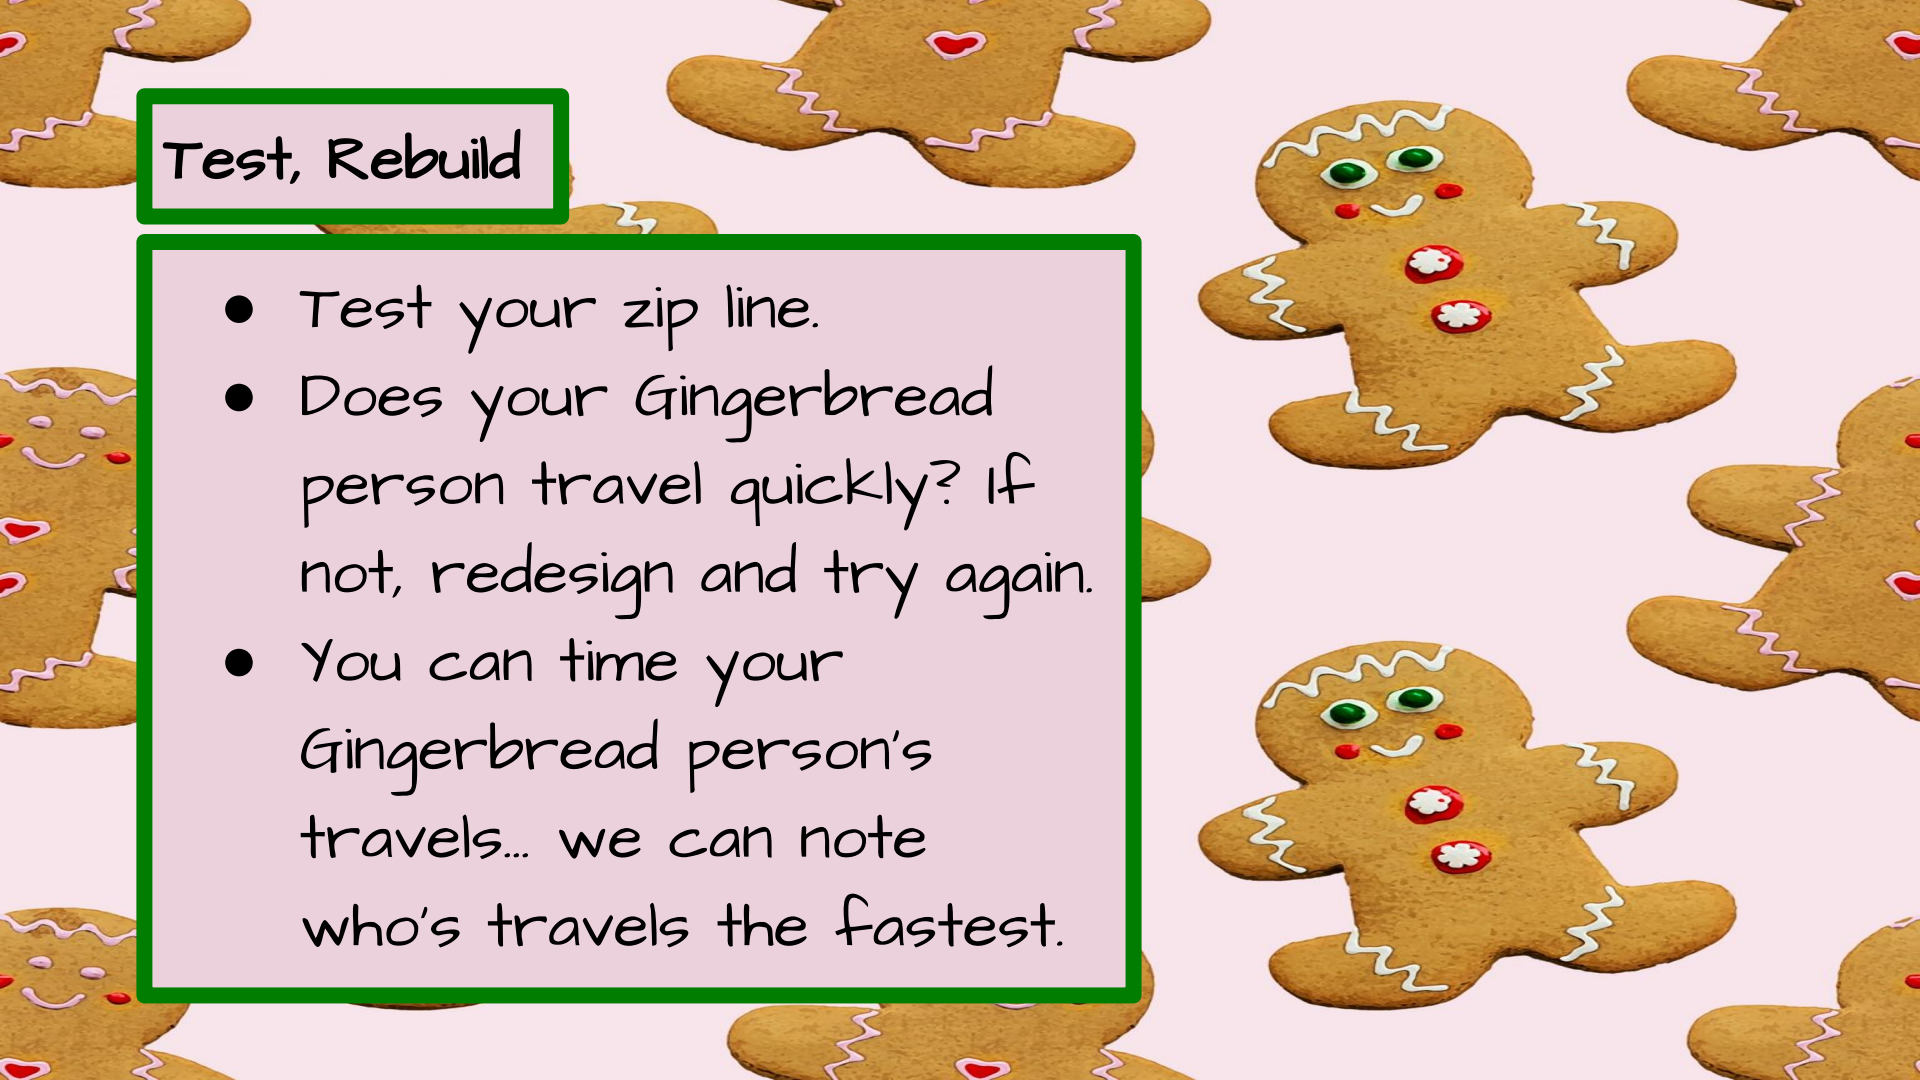 Test, Rebuild
● Test your zip line.
● Does your Gingerbread
person travel quickly? If
not, redesign and try again.
● You can time your
Gingerbread person's
travels... we can note
who's travels the fastest.